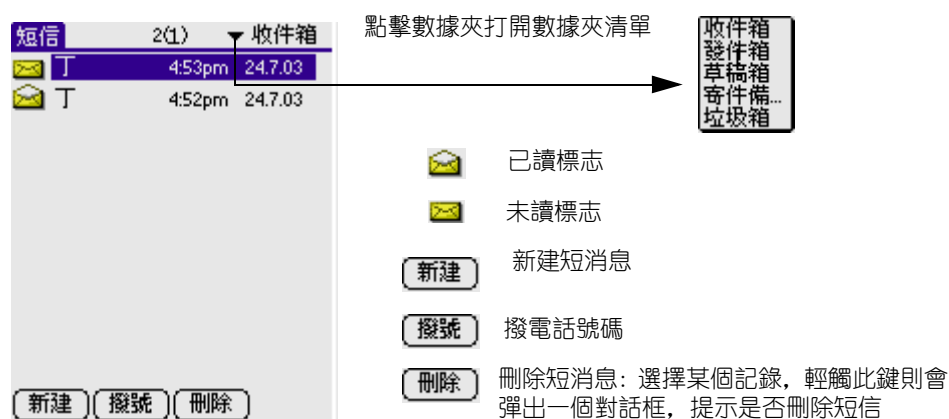 短信 2(1) 收件箱
丁 4:53pm 24.7.03
丁 4:52pm 24.7.03
新建 撥號 刪除
點擊數據夾打開數據夾清單
收件箱
發件箱
草稿箱
寄件備...
垃圾箱
已讀標志
未讀標志
新建 新建短消息
撥號 撥電話號碼
刪除 刪除短消息：選擇某個記錄，輕觸此鍵則會
彈出一個對話框，提示是否刪除短信